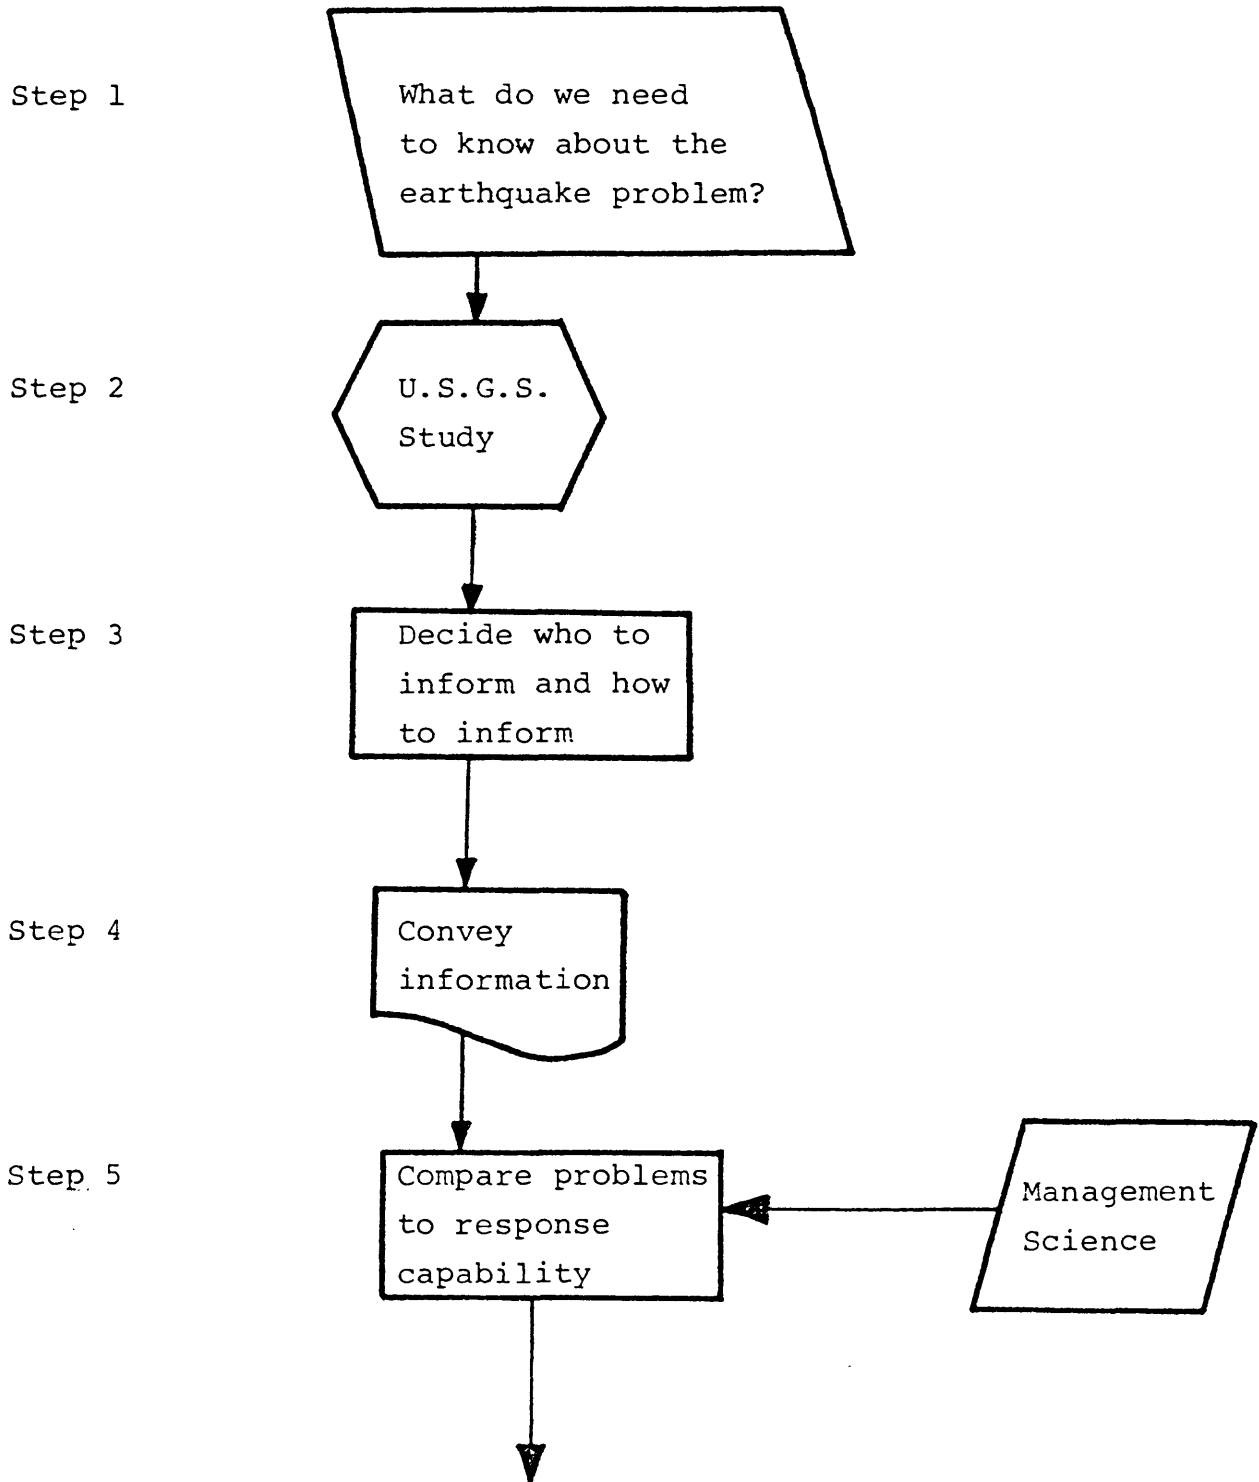 Step 1
What do we need
to know about the
earthquake problem?
Step 2
U.S.G.S.
Study
Step 3
Decide who to
inform and how
to inform
Step 4
Convey
information
Step 5
Compare problems
to response
capability
Management
Science